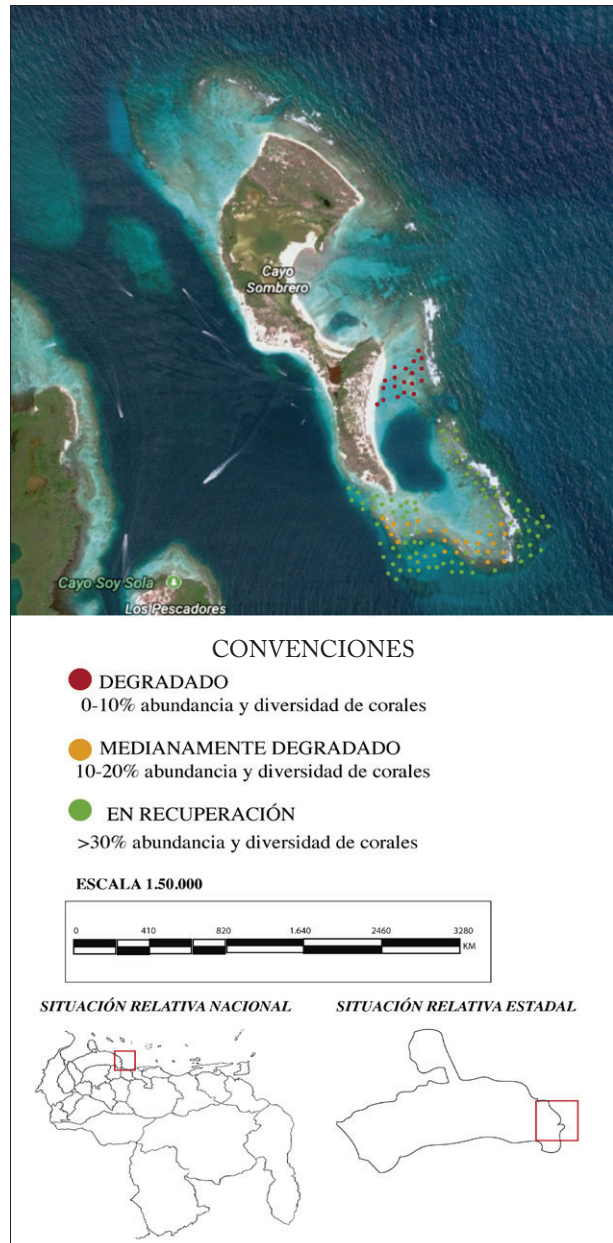 Cayo
Sombrero
Cayo Soy Sola
Los Pescadores
CONVENCIONES
DEGRADADO
0-10% abundancia y diversidad de corales
MEDIANAMENTE DEGRADADO
10-20% abundancia y diversidad de corales
EN RECUPERACIÓN
>30% abundancia y diversidad de corales
ESCALA 1.50.000
0 410 820 1.640 2460 3280
KM
SITUACIÓN RELATIVA NACIONAL
SITUACIÓN RELATIVA ESTADAL